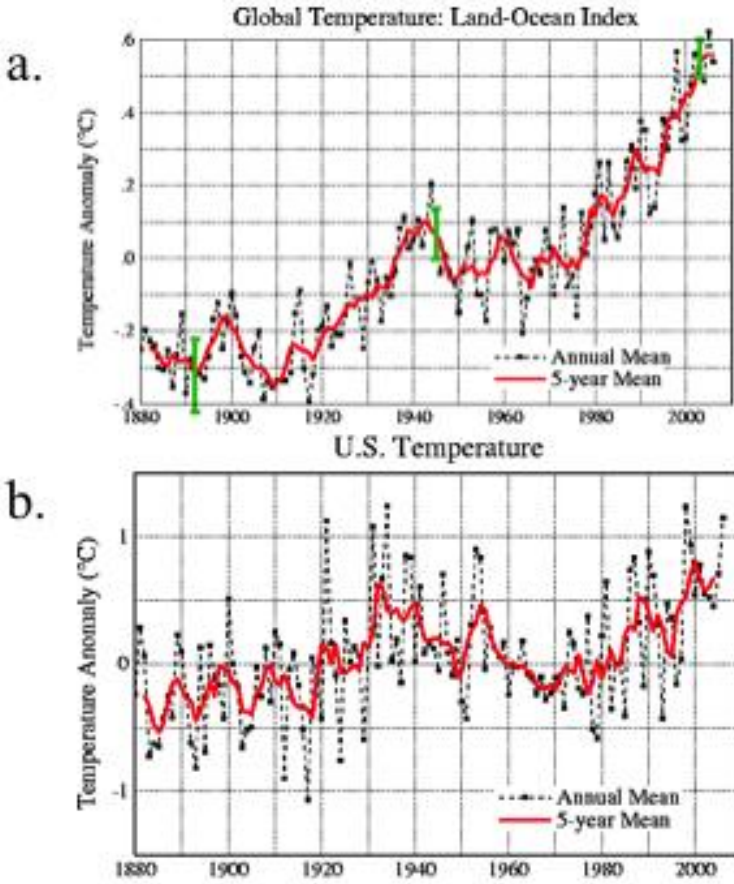 a.
Global Temperature: Land-Ocean Index
Temperature Anomaly (°C)
.6
.4
.2
.0
-.2
-.4
Annual Mean
5-year Mean
1880 1900 1920 1940 1960 1980 2000
b.
U.S. Temperature
Temperature Anomaly (°C)
1
0
-1
Annual Mean
5-year Mean
1880 1900 1920 1940 1960 1980 2000